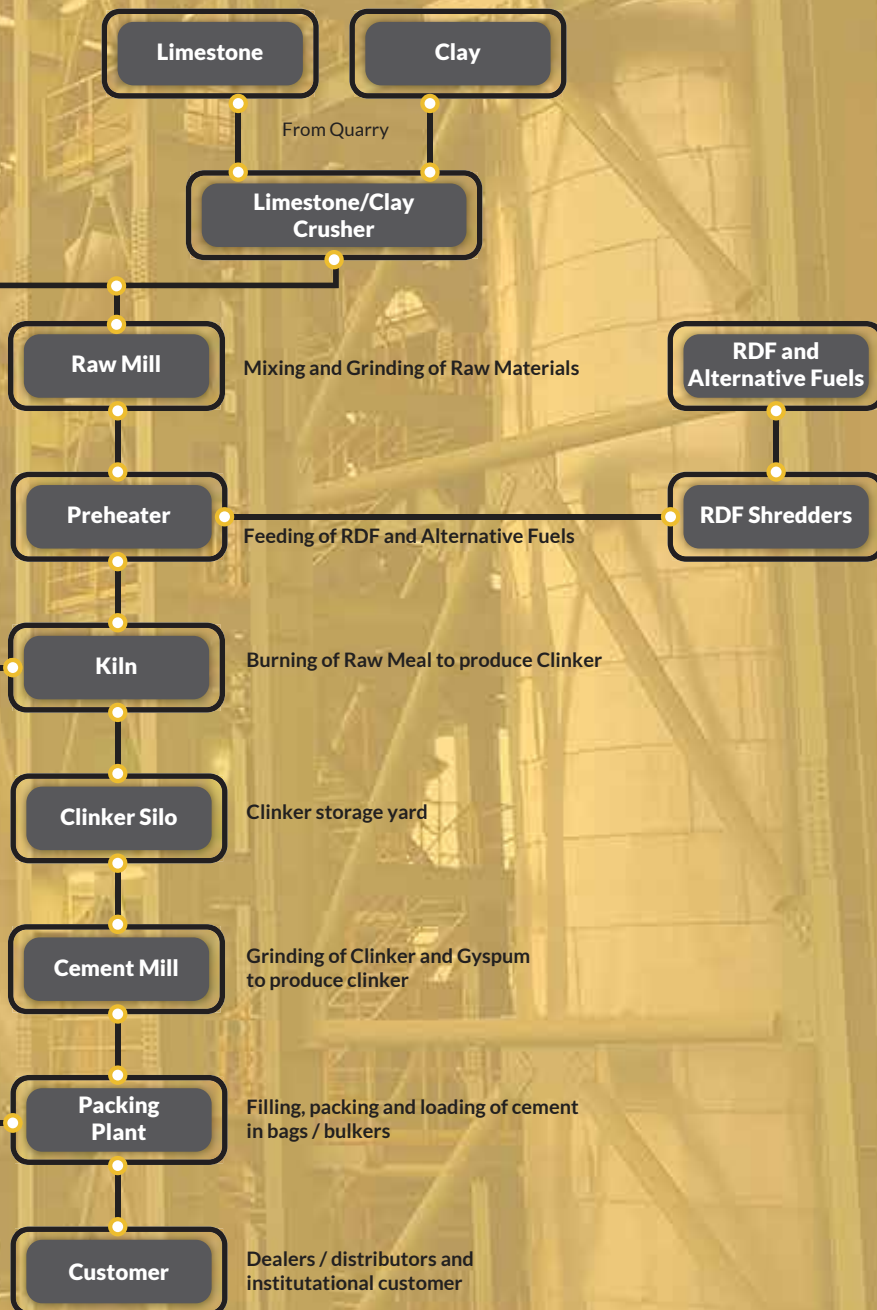 Limestone
Clay
From Quarry
Limestone/Clay
Crusher
Raw Mill
Mixing and Grinding of Raw Materials
RDF and
Alternative Fuels
Preheater
Feeding of RDF and Alternative Fuels
RDF Shredders
Kiln
Burning of Raw Meal to produce Clinker
Clinker Silo
Clinker storage yard
Cement Mill
Grinding of Clinker and Gyspum
to produce clinker
Packing
Plant
Filling, packing and loading of cement
in bags / bulkers
Customer
Dealers / distributors and
institutational customer